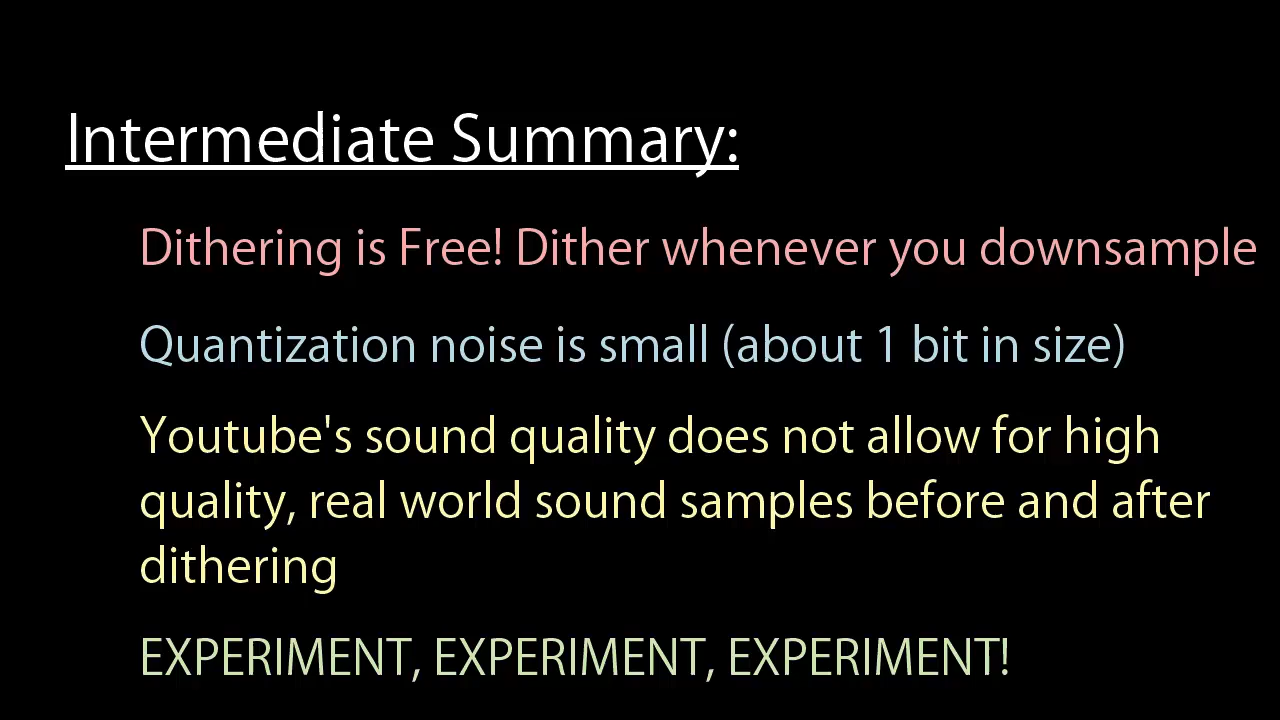 Intermediate Summary:
Dithering is Free! Dither whenever you downsample
Quantization noise is small (about 1 bit in size)
Youtube's sound quality does not allow for high
quality, real world sound samples before and after
dithering
EXPERIMENT, EXPERIMENT, EXPERIMENT!